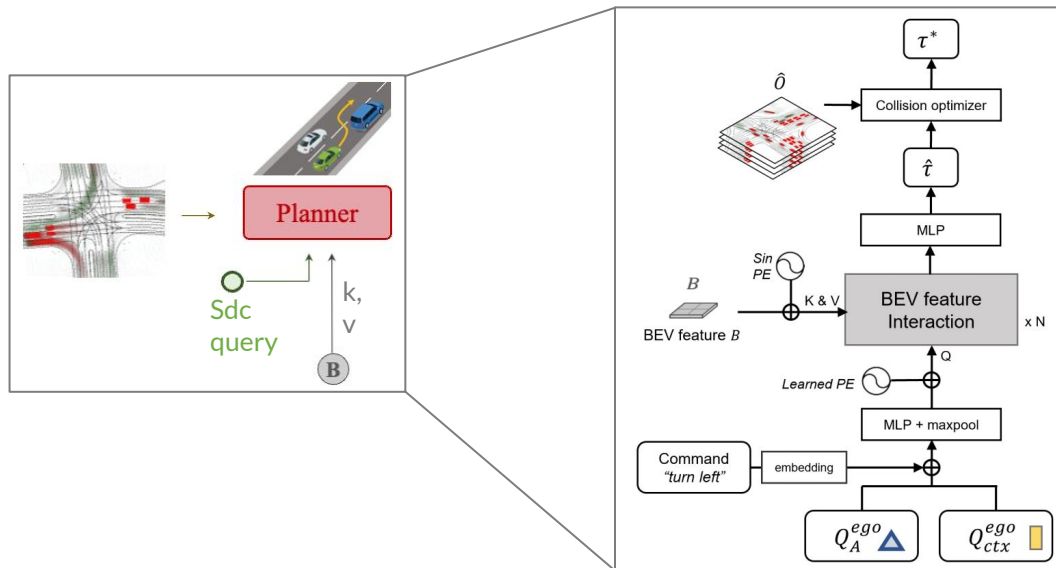 Planner
Sdc
query
k,
v
B
τ*
Ô
Collision optimizer
τ̂
MLP
Sin
PE
B
K & V
BEV feature B
BEV feature
Interaction
x N
Q
Learned PE
MLP + maxpool
Command
"turn left"
embedding
Q_A^ego
Q_ctx^ego